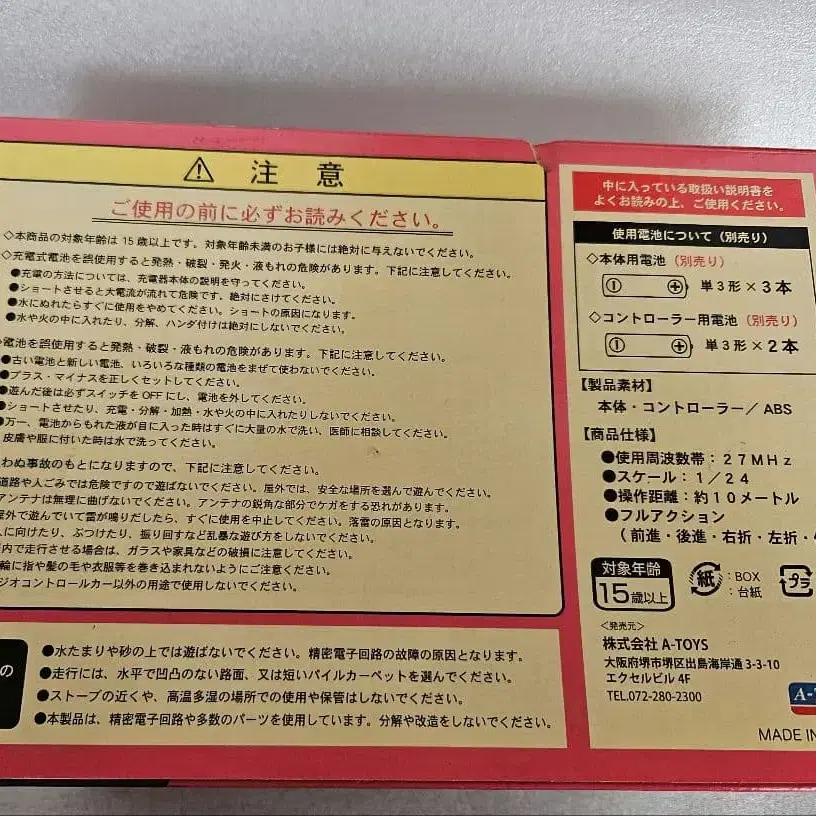 ⚠ 注意
ご使用の前に必ずお読みください。
◇本商品の対象年齢は15歳以上です。対象年齢未満のお子様には絶対に与えないでください。
◇充電式電池を誤使用すると発熱・破裂・発火・液もれの危険があります。下記に注意してください。
●充電の方法については、充電器本体の説明を守ってください。
●ショートさせると大電流が流れて危険です。絶対にさけてください。
●水にぬれたらすぐに使用をやめてください。ショートの原因になります。
●水や火の中に入れたり、分解、ハンダ付けは絶対にしないでください。
◇電池を誤使用すると発熱・破裂・液もれの危険があります。下記に注意してください。
●古い電池と新しい電池、いろいろな種類の電池をまぜて使わないでください。
●プラス・マイナスを正しくセットしてください。
●遊んだ後は必ずスイッチをOFFにし、電池を外してください。
●ショートさせたり、充電・分解・加熱・水や火の中に入れたりしないでください。
●万一、電池からもれた液が目に入った時はすぐに大量の水で洗い、医師に相談してください。
皮膚や服に付いた時は水で洗ってください。
わぬ事故のもとになりますので、下記に注意してください。
道路や人ごみでは危険ですので遊ばないでください。屋外では、安全な場所を選んで遊んでください。
アンテナは無理に曲げないでください。アンテナの鋭角な部分でケガをする恐れがあります。
屋外で遊んでいて雷が鳴りだしたら、すぐに使用を中止してください。落雷の原因となります。
人に向けたり、ぶつけたり、振り回すなど乱暴な遊び方をしないでください。
内で走行させる場合は、ガラスや家具などの破損に注意してください。
輪に指や髪の毛や衣服等を巻き込まれないようにご注意ください。
ジオコントロールカー以外の用途で使用しないでください。
の
●水たまりや砂の上では遊ばないでください。精密電子回路の故障の原因となります。
●走行には、水平で凹凸のない路面、又は短いパイルカーペットを選んでください。
●ストーブの近くや、高温多湿の場所での使用や保管はしないでください。
●本製品は、精密電子回路や多数のパーツを使用しています。分解や改造をしないでください。
中に入っている取扱い説明書を
よくお読みの上、ご使用ください。
使用電池について(別売り)
◇本体用電池(別売り)
単3形×3本
◇コントローラー用電池(別売り)
単3形×2本
【製品素材】
本体・コントローラー/ABS
【商品仕様】
●使用周波数帯:27MHz
●スケール:1/24
●操作距離:約10メートル
●フルアクション
(前進・後進・右折・左折・
対象年齢
15歳以上
紙 :BOX
:台紙
プラ
<発売元>
株式会社 A-TOYS
大阪府堺市堺区出島海岸通 3-3-10
エクセルビル 4F
TEL.072-280-2300
A-
MADE IN